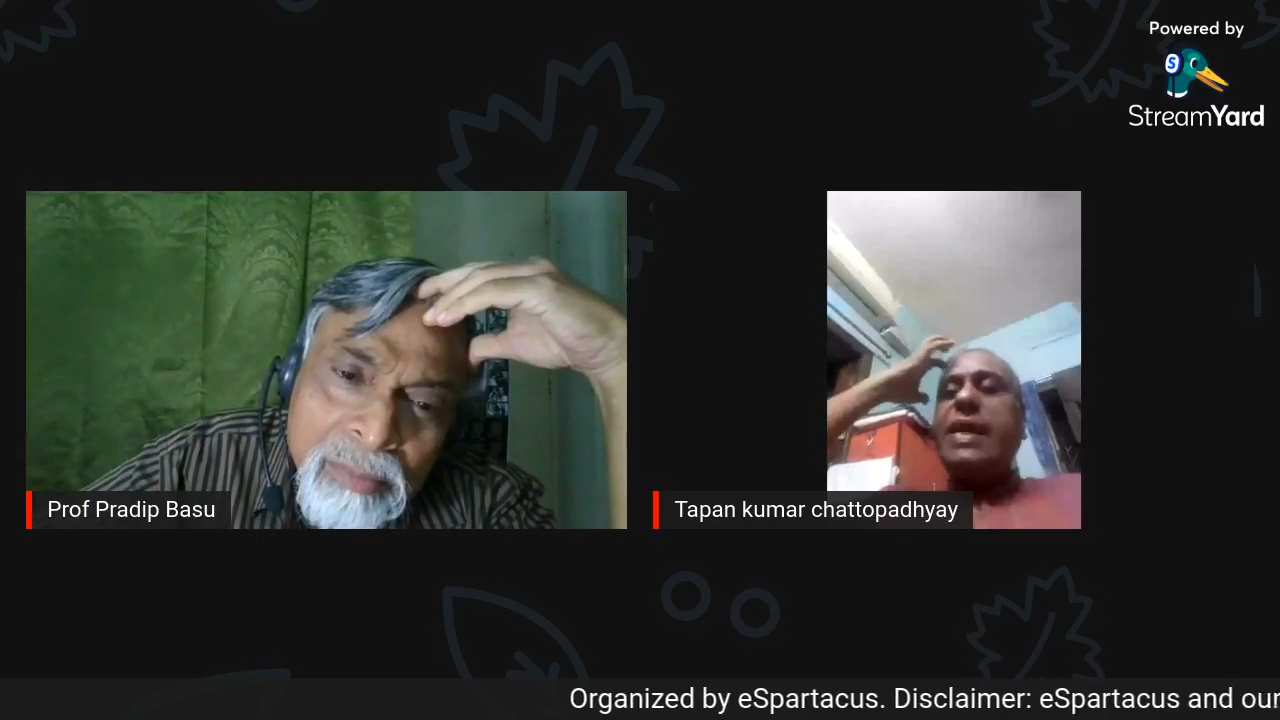 Powered by
S
StreamYard
Prof Pradip Basu
Tapan kumar chattopadhyay
Organized by eSpartacus. Disclaimer: eSpartacus and our